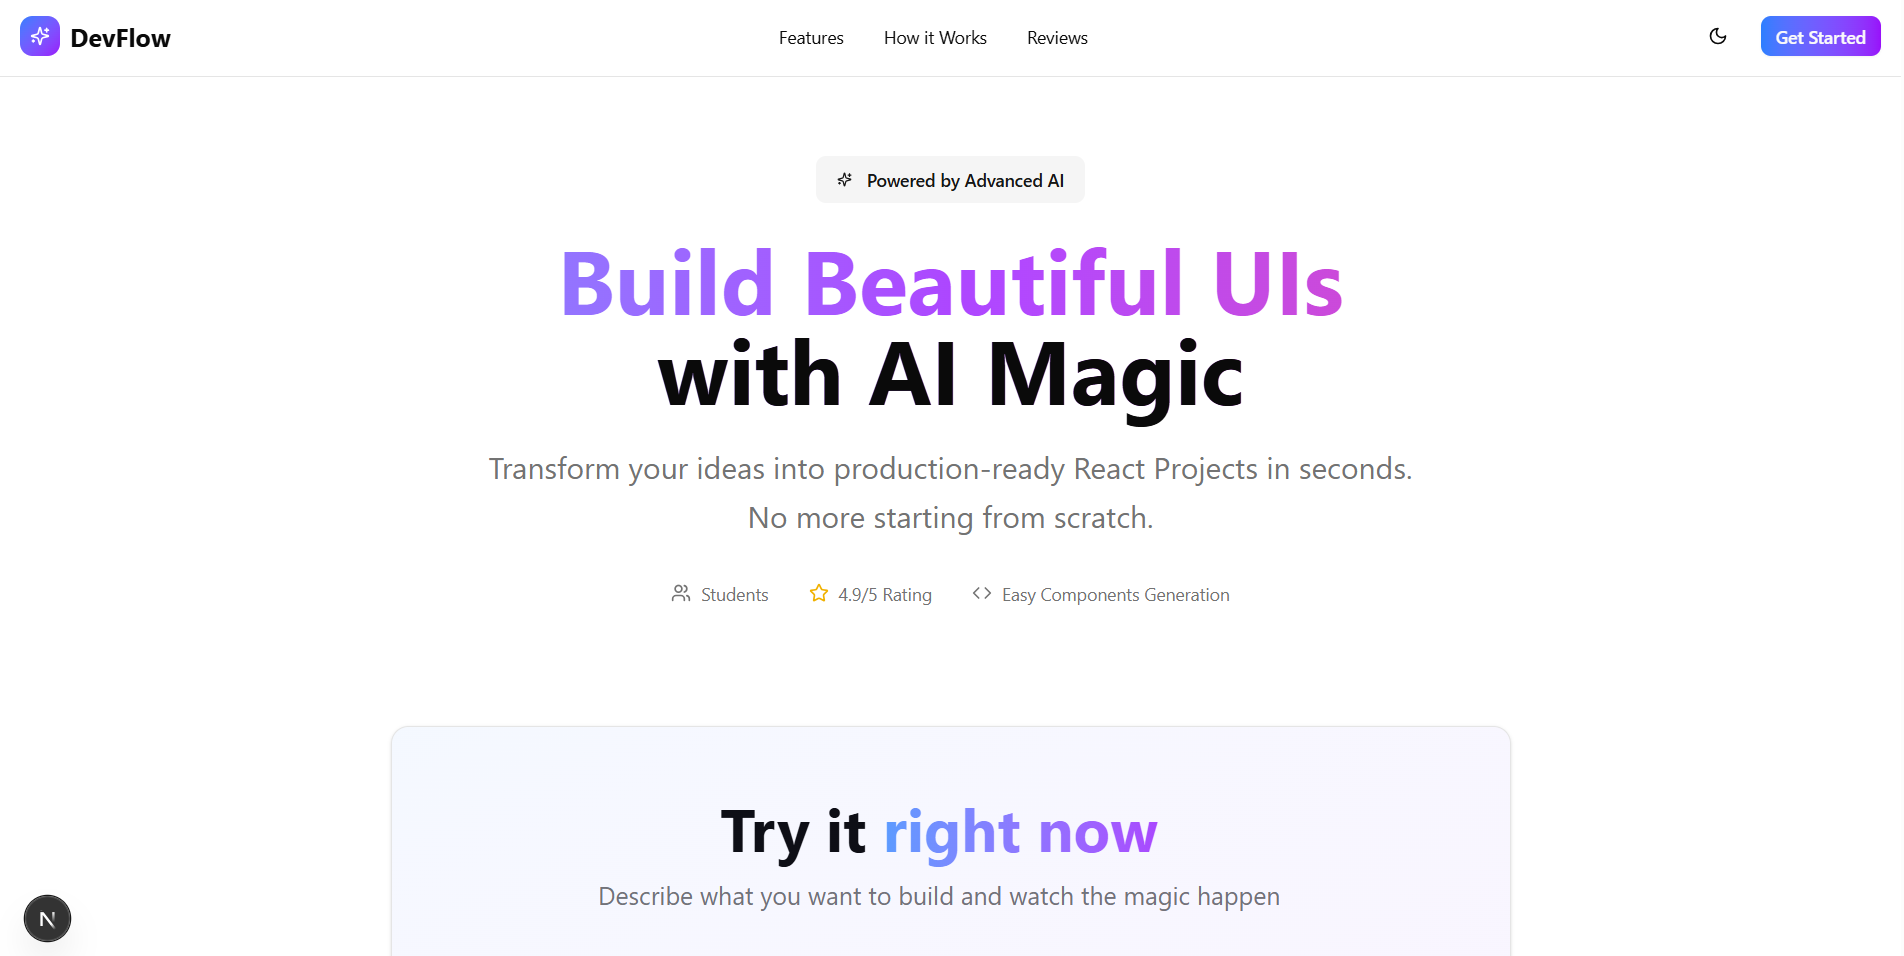 DevFlow
Features
How it Works
Reviews
Get Started
Powered by Advanced AI
Build Beautiful UIs
with AI Magic
Transform your ideas into production-ready React Projects in seconds.
No more starting from scratch.
Students
4.9/5 Rating
Easy Components Generation
Try it right now
Describe what you want to build and watch the magic happen
N